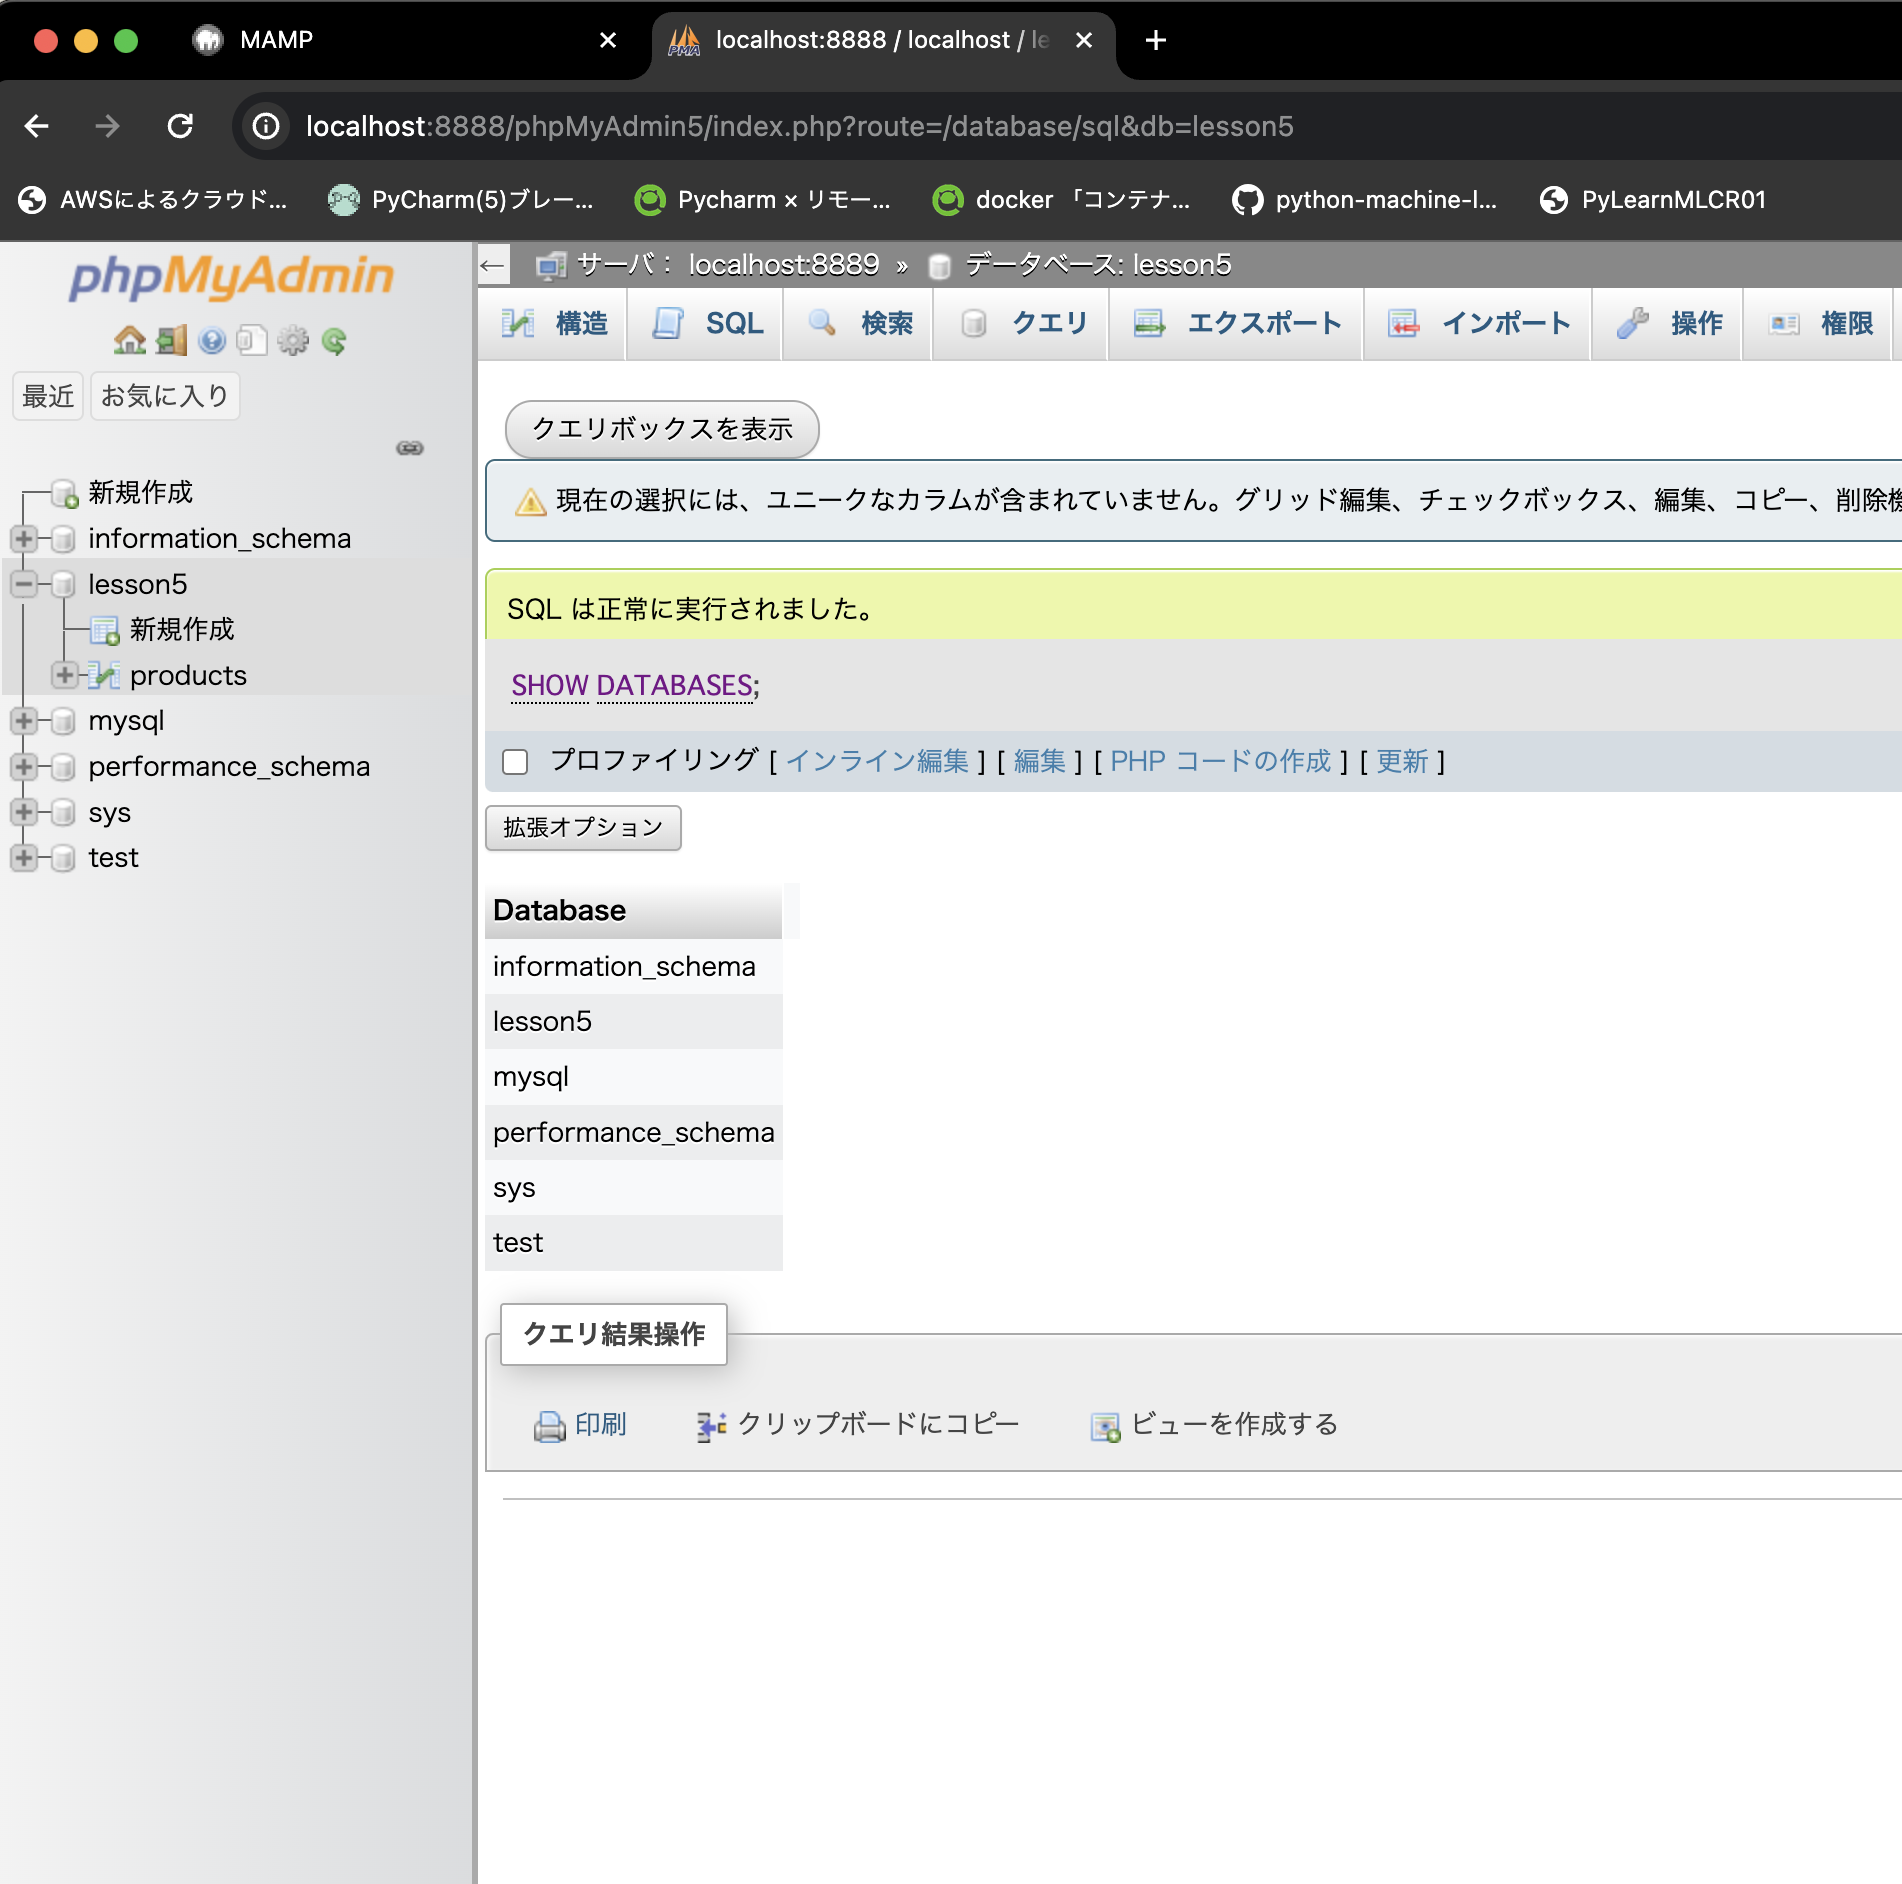 MAMP
localhost:8888 / localhost / le
localhost:8888/phpMyAdmin5/index.php?route=/database/sql&db=lesson5
AWSによるクラウド...
PyCharm(5)ブレー...
Pycharm × リモー...
docker 「コンテナ...
python-machine-l...
PyLearnMLCR01
phpMyAdmin
最近
お気に入り
新規作成
information_schema
lesson5
新規作成
products
mysql
performance_schema
sys
test
サーバ: localhost:8889 » データベース: lesson5
構造
SQL
検索
クエリ
エクスポート
インポート
操作
権限
クエリボックスを表示
現在の選択には、ユニークなカラムが含まれていません。グリッド編集、チェックボックス、編集、コピー、削除機
SQL は正常に実行されました。
SHOW DATABASES;
プロファイリング [ インライン編集 ] [ 編集 ] [ PHP コードの作成 ] [ 更新 ]
拡張オプション
Database
information_schema
lesson5
mysql
performance_schema
sys
test
クエリ結果操作
印刷
クリップボードにコピー
ビューを作成する